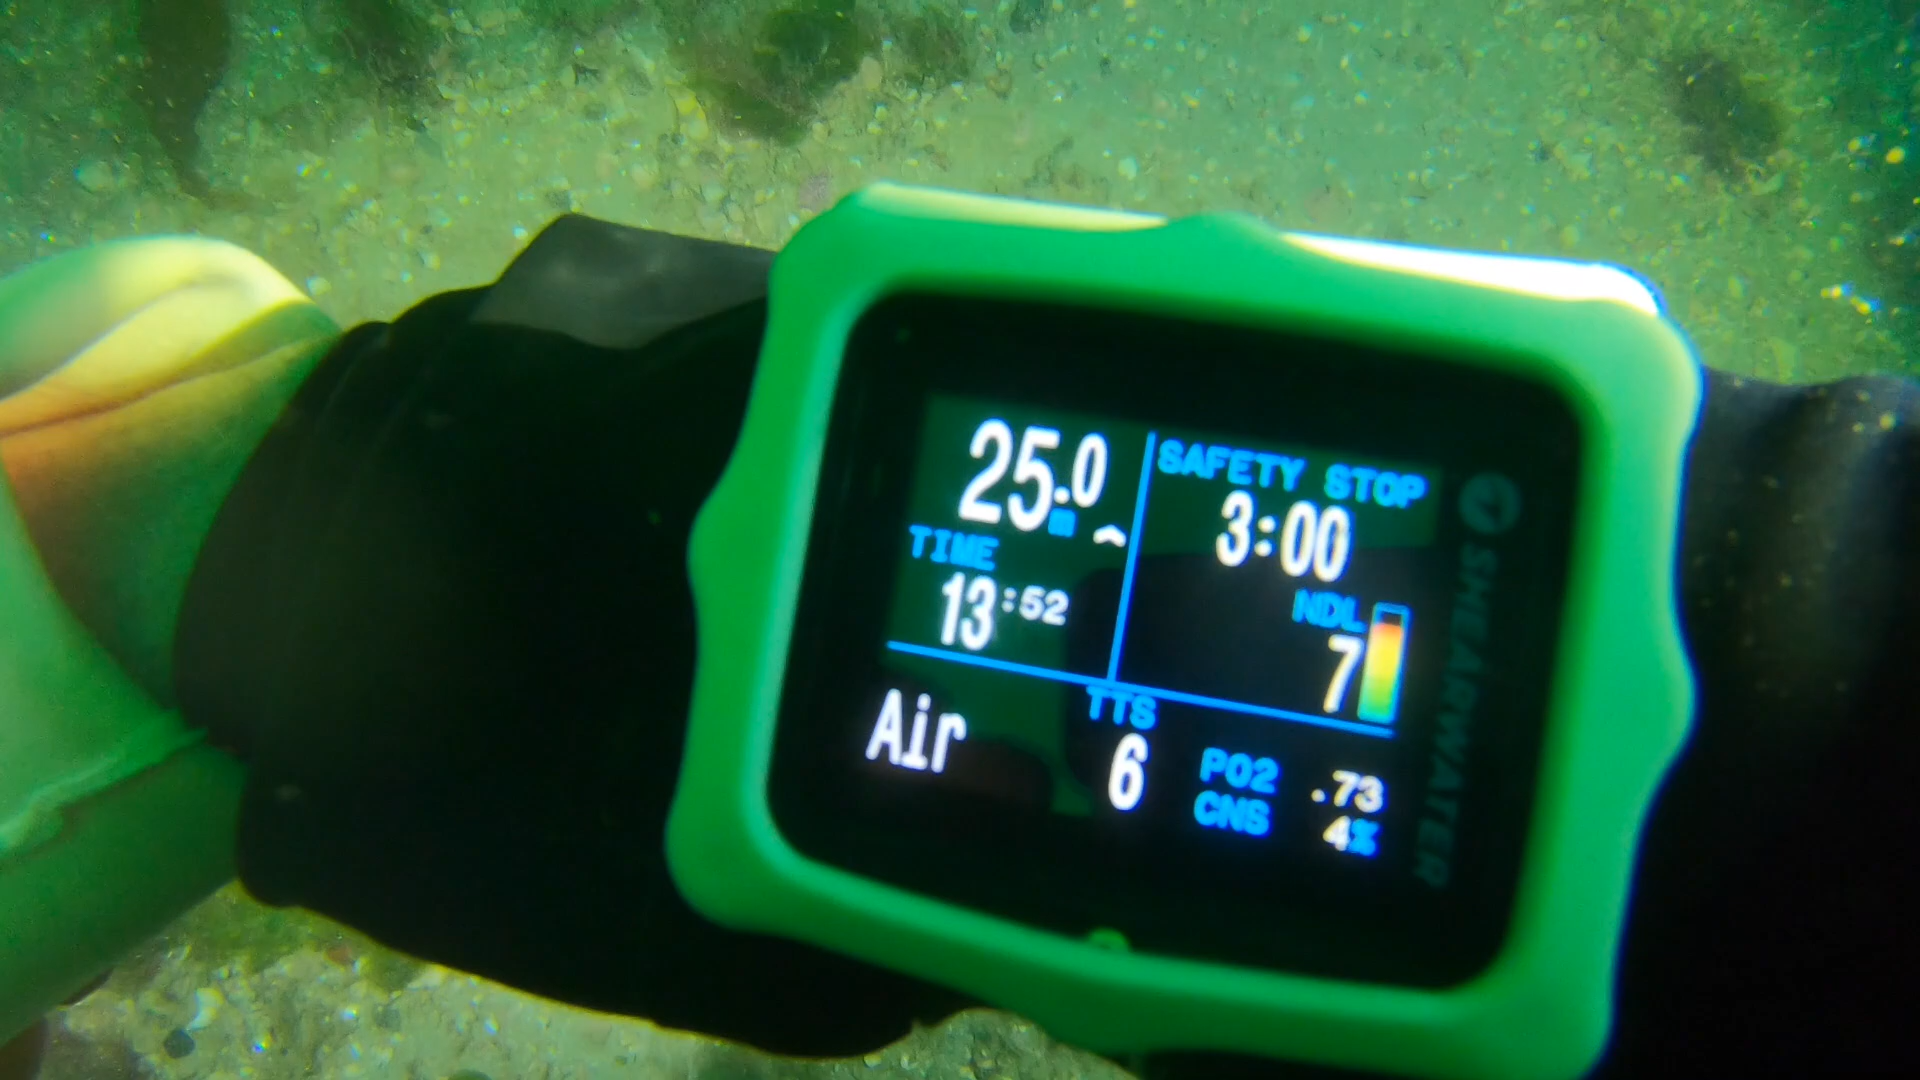 25.0
m
TIME
13:52
SAFETY STOP
3:00
NDL
7
Air
TTS
6
PO2 .73
CNS 4%
SHEARWATER